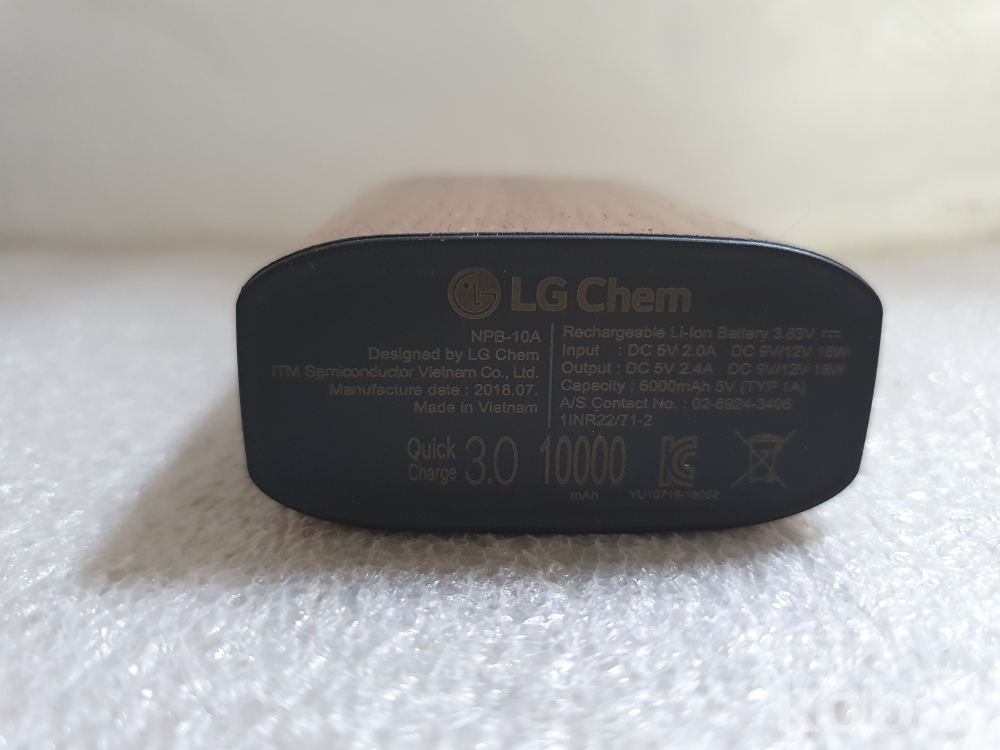 LG Chem
NPB-10A
Designed by LG Chem
ITM Semiconductor Vietnam Co., Ltd.
Manufacture date : 2018.07.
Made in Vietnam
Rechargeable Li-Ion Battery 3.63V
Input : DC 5V 2.0A DC 9V/12V 18W
Output : DC 5V 2.4A DC 9V/12V 18W
Capacity : 6000mAh 5V (TYP 1A)
A/S Contact No. : 02-6924-3406
1INR22/71-2
Quick
Charge
3.0
10000
mAh
YU10715-18002